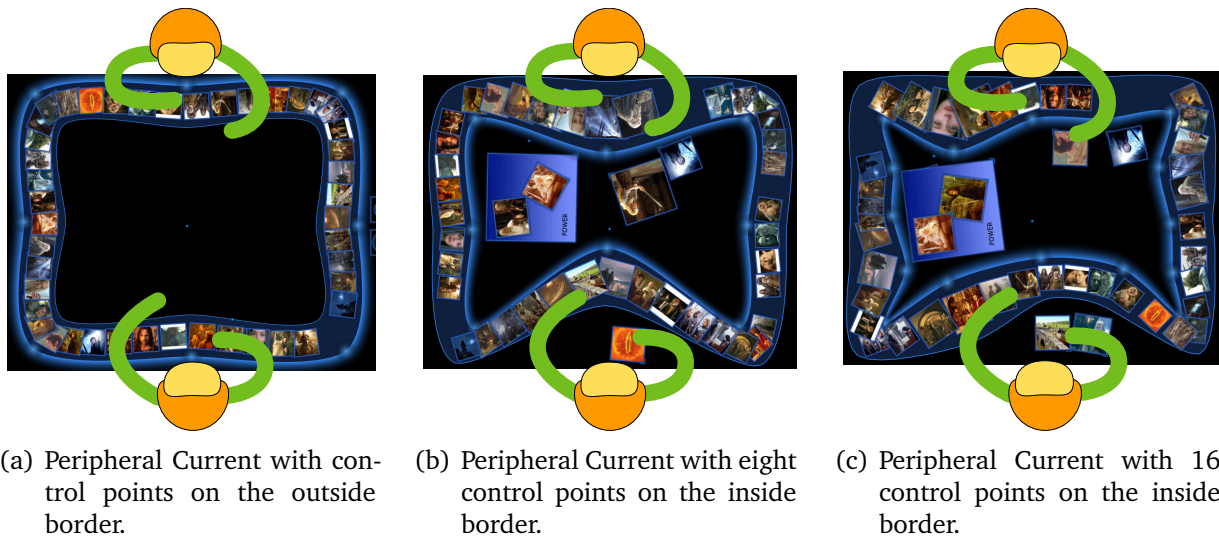 POWER
POWER
(a) Peripheral Current with con-
trol points on the outside
border.
(b) Peripheral Current with eight
control points on the inside
border.
(c) Peripheral Current with 16
control points on the inside
border.